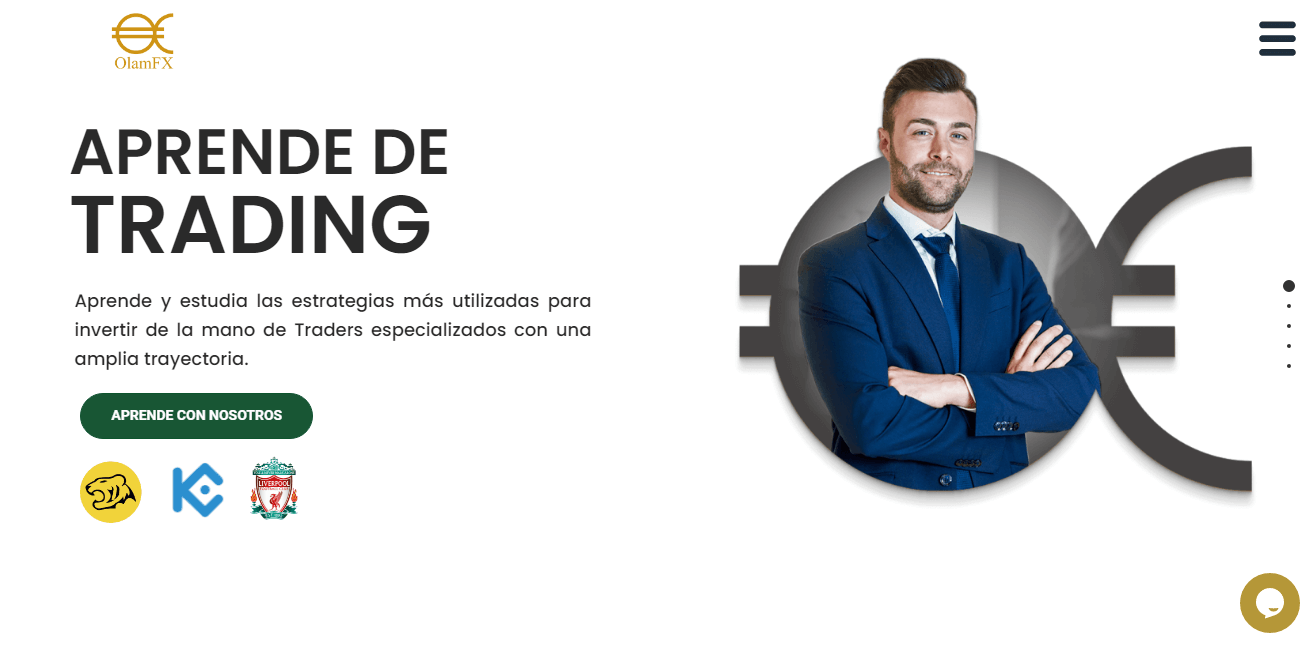 OlamFX
APRENDE DE
TRADING
Aprende y estudia las estrategias más utilizadas para
invertir de la mano de Traders especializados con una
amplia trayectoria.
APRENDE CON NOSOTROS
LIVERPOOL